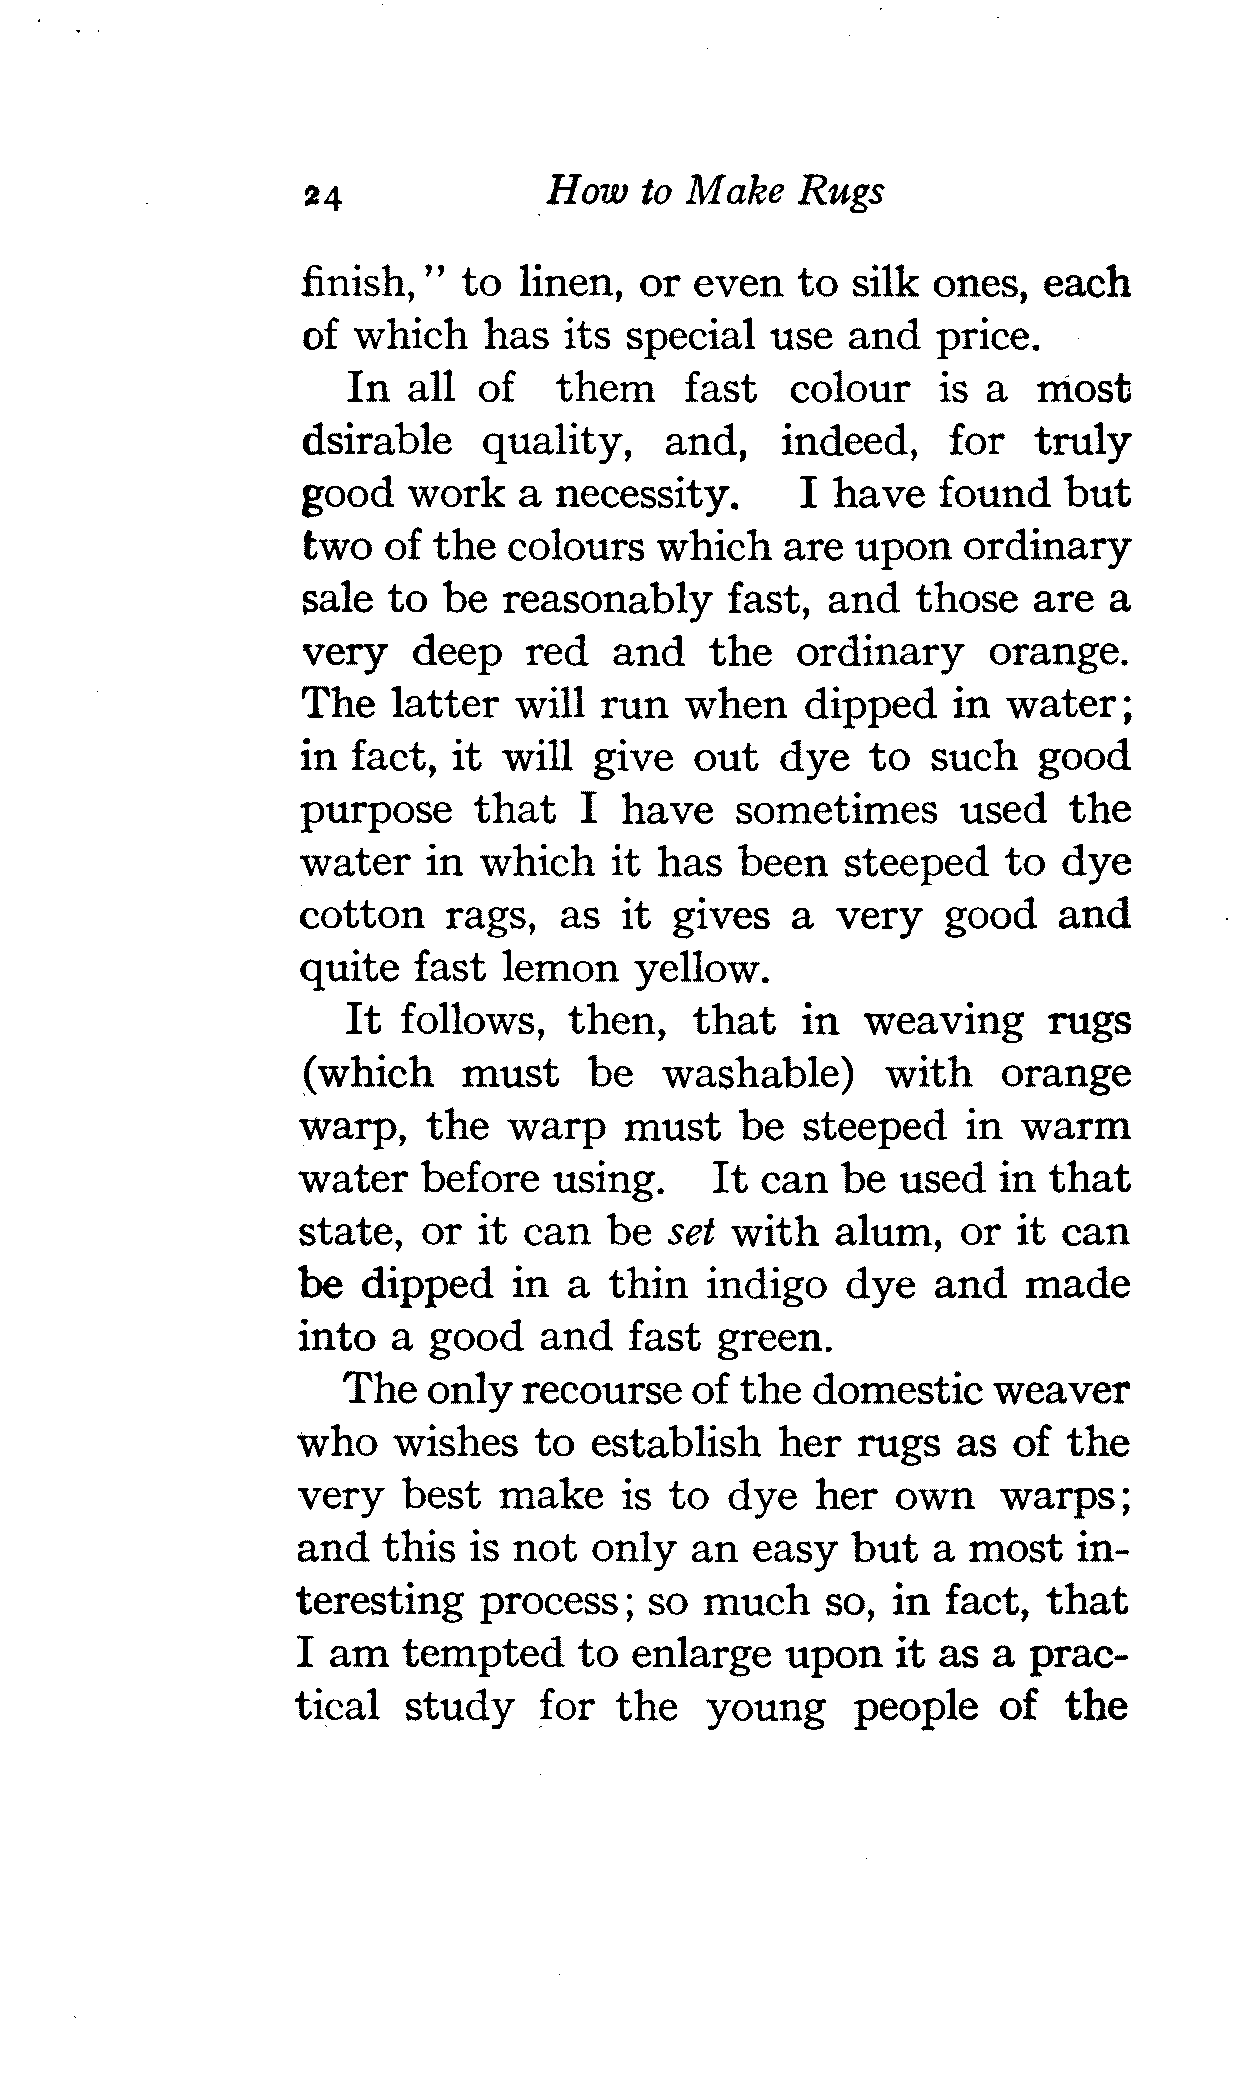 24 How to Make Rugs
finish," to linen, or even to silk ones, each
of which has its special use and price.
In all of them fast colour is a most
dsirable quality, and, indeed, for truly
good work a necessity. I have found but
two of the colours which are upon ordinary
sale to be reasonably fast, and those are a
very deep red and the ordinary orange.
The latter will run when dipped in water;
in fact, it will give out dye to such good
purpose that I have sometimes used the
water in which it has been steeped to dye
cotton rags, as it gives a very good and
quite fast lemon yellow.
It follows, then, that in weaving rugs
(which must be washable) with orange
warp, the warp must be steeped in warm
water before using. It can be used in that
state, or it can be set with alum, or it can
be dipped in a thin indigo dye and made
into a good and fast green.
The only recourse of the domestic weaver
who wishes to establish her rugs as of the
very best make is to dye her own warps;
and this is not only an easy but a most in-
teresting process; so much so, in fact, that
I am tempted to enlarge upon it as a prac-
tical study for the young people of the